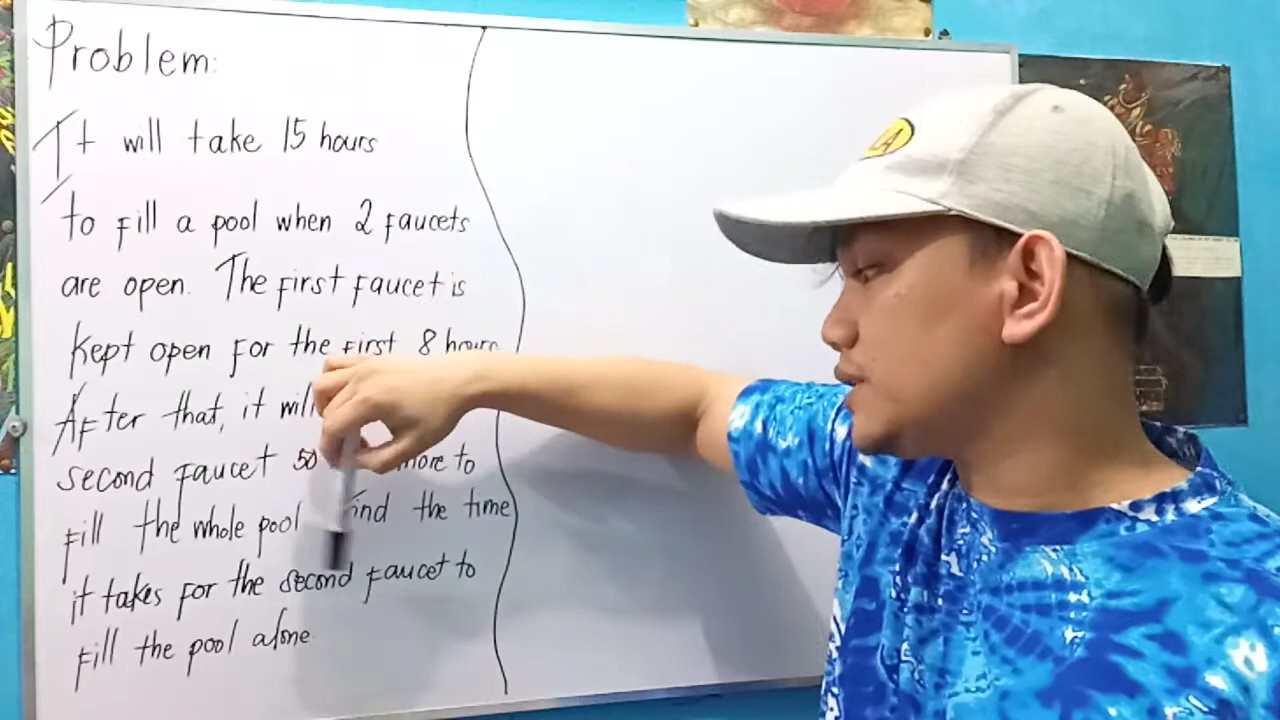 Problem:
It will take 15 hours
to fill a pool when 2 faucets
are open. The first faucet is
kept open for the first 8 hours
After that, it will
second faucet 50 more to
fill the whole pool find the time
it takes for the second faucet to
fill the pool alone